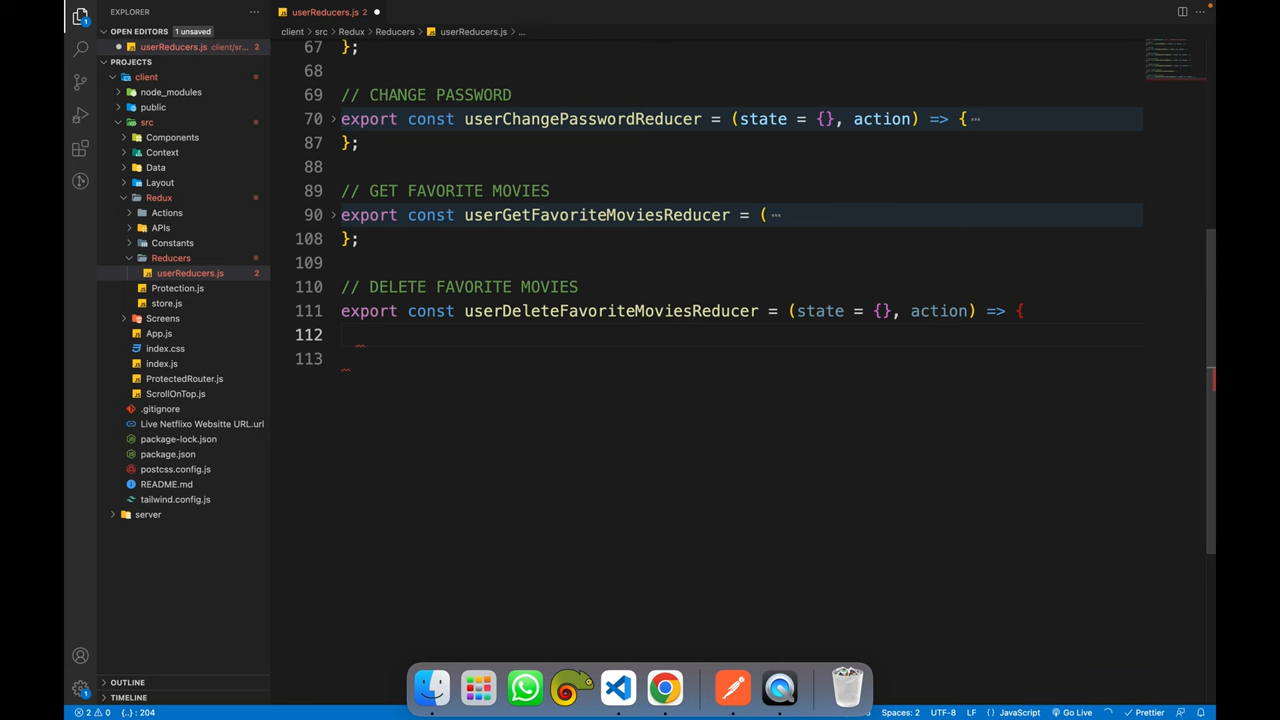 EXPLORER
OPEN EDITORS 1 unsaved
userReducers.js client/sr... 2
PROJECTS
client
node_modules
public
src
Components
Context
Data
Layout
Redux
Actions
APIs
Constants
Reducers
userReducers.js 2
Protection.js
store.js
Screens
App.js
index.css
index.js
ProtectedRouter.js
ScrollOnTop.js
.gitignore
Live Netflixo Websitte URL.url
package-lock.json
package.json
postcss.config.js
README.md
tailwind.config.js
server
OUTLINE
TIMELINE
userReducers.js 2
client > src > Redux > Reducers > userReducers.js > ...
67 };
68
69 // CHANGE PASSWORD
70 export const userChangePasswordReducer = (state = {}, action) => {
87 };
88
89 // GET FAVORITE MOVIES
90 export const userGetFavoriteMoviesReducer = (
108 };
109
110 // DELETE FAVORITE MOVIES
111 export const userDeleteFavoriteMoviesReducer = (state = {}, action) => {
112
113
2 0 {..} : 204
Spaces: 2 UTF-8 LF {} JavaScript Go Live Prettier